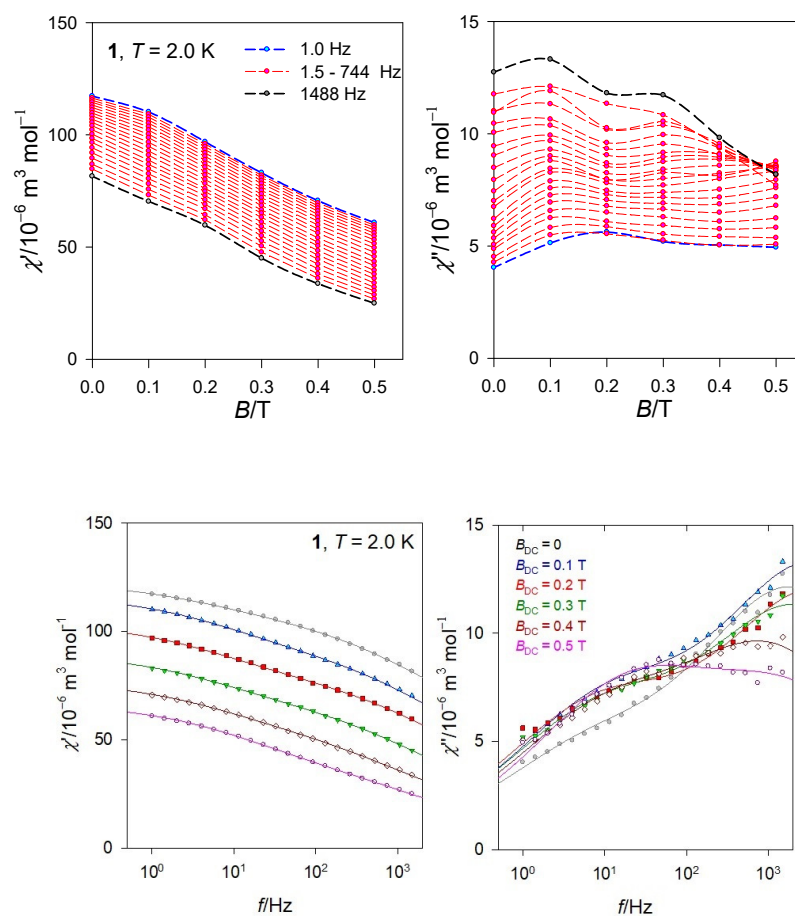 150
100
50
0
χ'/10⁻⁶ m³ mol⁻¹
1, T = 2.0 K
1.0 Hz
1.5 - 744 Hz
1488 Hz
0.0 0.1 0.2 0.3 0.4 0.5
B/T
15
10
5
0
χ''/10⁻⁶ m³ mol⁻¹
0.0 0.1 0.2 0.3 0.4 0.5
B/T
150
100
50
0
χ'/10⁻⁶ m³ mol⁻¹
1, T = 2.0 K
10⁰ 10¹ 10² 10³
f/Hz
15
10
5
0
χ''/10⁻⁶ m³ mol⁻¹
B_DC = 0
B_DC = 0.1 T
B_DC = 0.2 T
B_DC = 0.3 T
B_DC = 0.4 T
B_DC = 0.5 T
10⁰ 10¹ 10² 10³
f/Hz